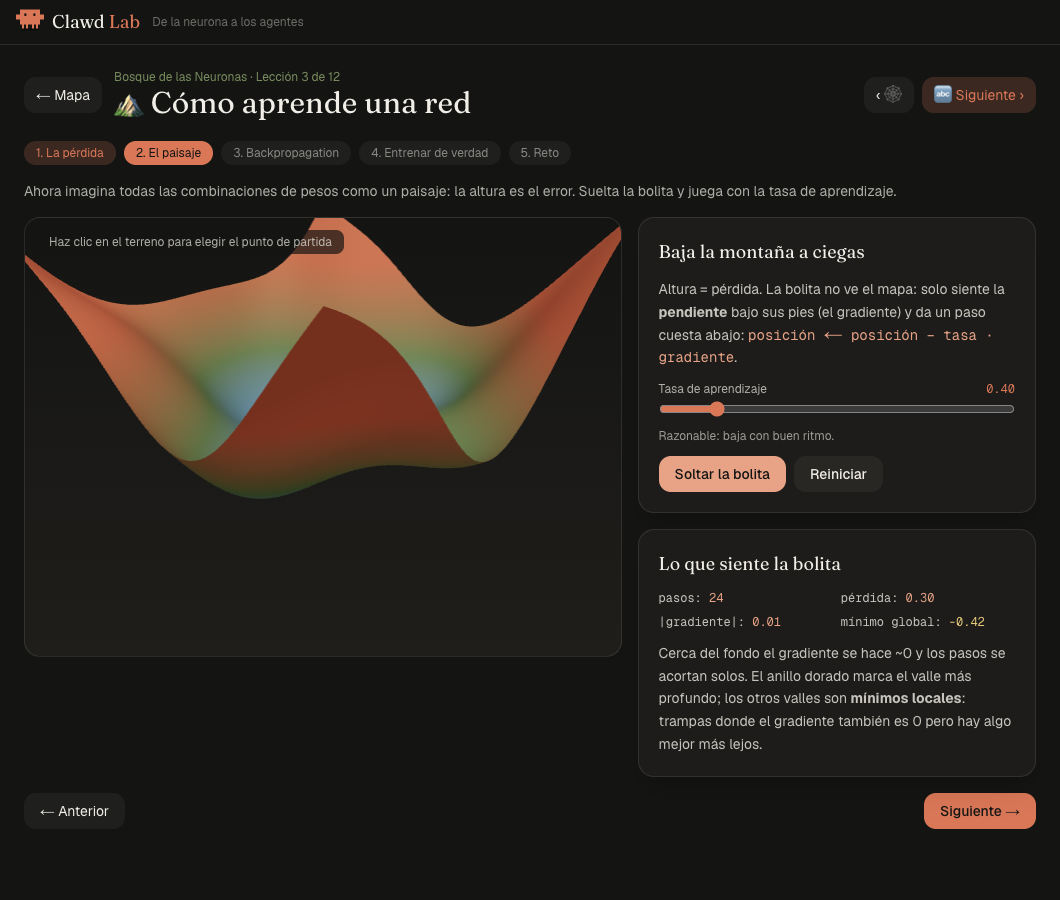 Clawd Lab De la neurona a los agentes
Bosque de las Neuronas · Lección 3 de 12
← Mapa
Cómo aprende una red
‹
abc Siguiente ›
1. La pérdida
2. El paisaje
3. Backpropagation
4. Entrenar de verdad
5. Reto
Ahora imagina todas las combinaciones de pesos como un paisaje: la altura es el error. Suelta la bolita y juega con la tasa de aprendizaje.
Haz clic en el terreno para elegir el punto de partida
Baja la montaña a ciegas
Altura = pérdida. La bolita no ve el mapa: solo siente la
pendiente bajo sus pies (el gradiente) y da un paso
cuesta abajo: posición ← posición − tasa ·
gradiente.
Tasa de aprendizaje 0.40
Razonable: baja con buen ritmo.
Soltar la bolita
Reiniciar
Lo que siente la bolita
pasos: 24 pérdida: 0.30
|gradiente|: 0.01 mínimo global: -0.42
Cerca del fondo el gradiente se hace ~0 y los pasos se
acortan solos. El anillo dorado marca el valle más
profundo; los otros valles son mínimos locales:
trampas donde el gradiente también es 0 pero hay algo
mejor más lejos.
← Anterior
Siguiente →